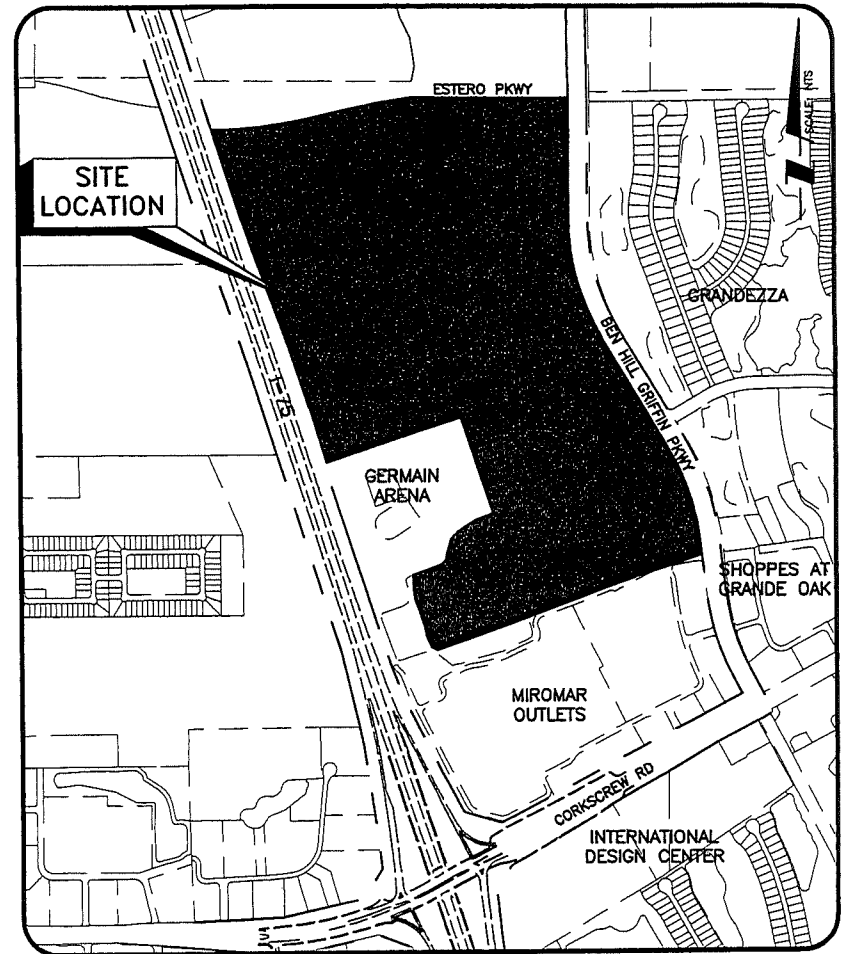 ESTERO PKWY
SCALE: NTS
SITE
LOCATION
GRANDEZZA
BEN HILL GRIFFIN PKWY
I-75
GERMAIN
ARENA
SHOPPES AT
GRANDE OAK
MIROMAR
OUTLETS
CORKSCREW RD
INTERNATIONAL
DESIGN CENTER